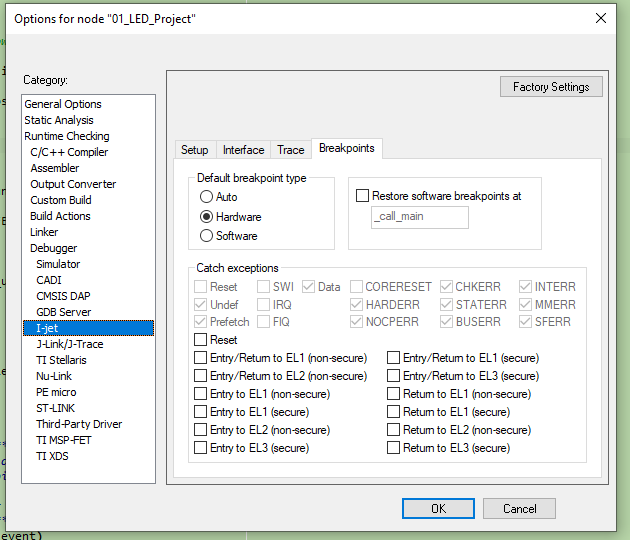 Options for node "01_LED_Project"
Category:
General Options
Static Analysis
Runtime Checking
C/C++ Compiler
Assembler
Output Converter
Custom Build
Build Actions
Linker
Debugger
Simulator
CADI
CMSIS DAP
GDB Server
I-jet
J-Link/J-Trace
TI Stellaris
Nu-Link
PE micro
ST-LINK
Third-Party Driver
TI MSP-FET
TI XDS
Factory Settings
Setup Interface Trace Breakpoints
Default breakpoint type
Auto
Hardware
Software
Restore software breakpoints at
_call_main
Catch exceptions
Reset SWI Data CORERESET CHKERR INTERR
Undef IRQ HARDERR STATERR MMERR
Prefetch FIQ NOCPERR BUSERR SFERR
Reset
Entry/Return to EL1 (non-secure) Entry/Return to EL1 (secure)
Entry/Return to EL2 (non-secure) Entry/Return to EL3 (secure)
Entry to EL1 (non-secure) Return to EL1 (non-secure)
Entry to EL1 (secure) Return to EL1 (secure)
Entry to EL2 (non-secure) Return to EL2 (non-secure)
Entry to EL3 (secure) Return to EL3 (secure)
OK Cancel
event)